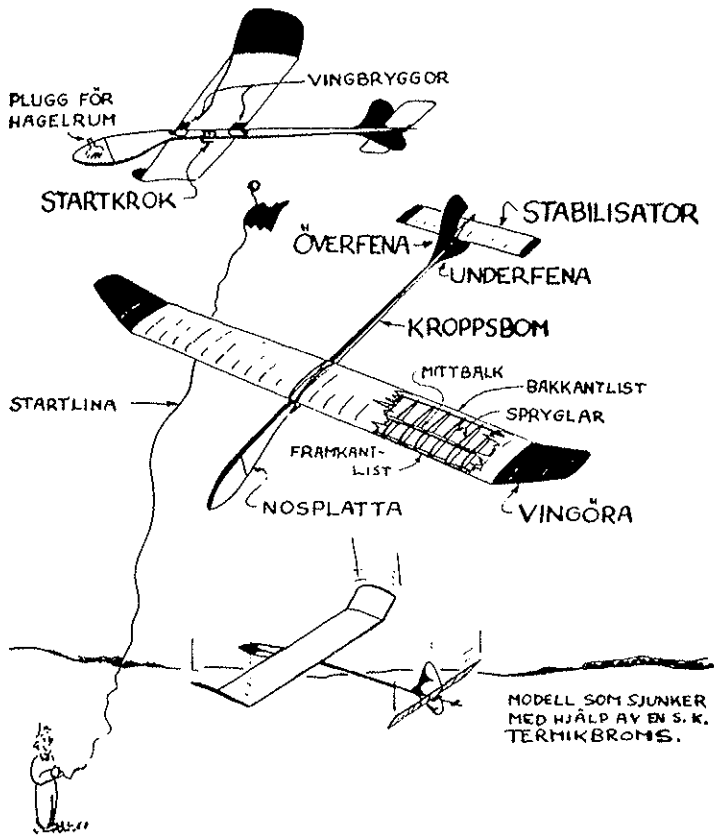 VINGBRYGGOR
PLUGG FÖR
HAGELRUM
STARTKROK
STABILISATOR
ÖVERFENA
UNDERFENA
KROPPSBOM
MITTBALK
BAKKANTLIST
SPRYGLAR
STARTLINA
FRAMKANT-
LIST
NOSPLATTA
VINGÖRA
MODELL SOM SJUNKER
MED HJÄLP AV EN S.K.
TERMIKBROMS.